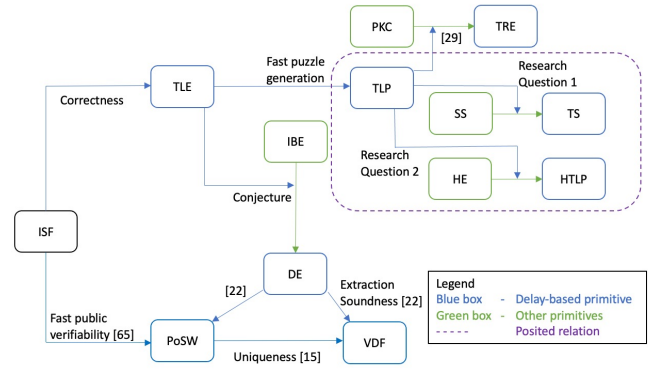 PKC
TRE
[29]
Fast puzzle
generation
Research
Question 1
TLE
TLP
Correctness
SS
TS
IBE
Research
Question 2
HE
HTLP
Conjecture
ISF
DE
[22]
Extraction
Soundness [22]
Fast public
verifiability [65]
PoSW
VDF
Uniqueness [15]
Legend
Blue box - Delay-based primitive
Green box - Other primitives
----- Posited relation